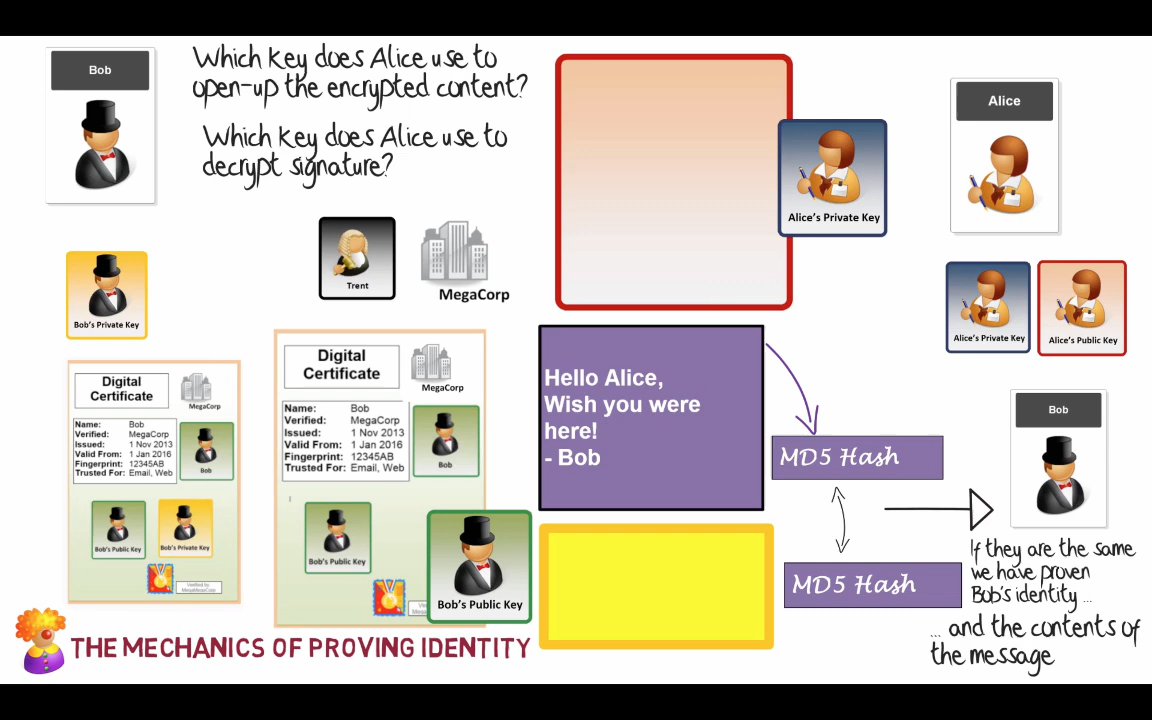 Bob
Which key does Alice use to
open-up the encrypted content?
Which key does Alice use to
decrypt signature?
Alice's Private Key
Alice
Trent
MegaCorp
Bob's Private Key
Alice's Private Key
Alice's Public Key
Digital
Certificate
MegaCorp
Name: Bob
Verified: MegaCorp
Issued: 1 Nov 2013
Valid From: 1 Jan 2016
Fingerprint: 12345AB
Trusted For: Email, Web
Bob
Bob's Public Key
Bob's Private Key
Verified by
MegaMegaCorp
Digital
Certificate
MegaCorp
Name: Bob
Verified: MegaCorp
Issued: 1 Nov 2013
Valid From: 1 Jan 2016
Fingerprint: 12345AB
Trusted For: Email, Web
Bob
Bob's Public Key
Bob's Public Key
Hello Alice,
Wish you were
here!
- Bob
MD5 Hash
MD5 Hash
Bob
If they are the same
we have proven
Bob's identity ...
... and the contents of
the message
THE MECHANICS OF PROVING IDENTITY